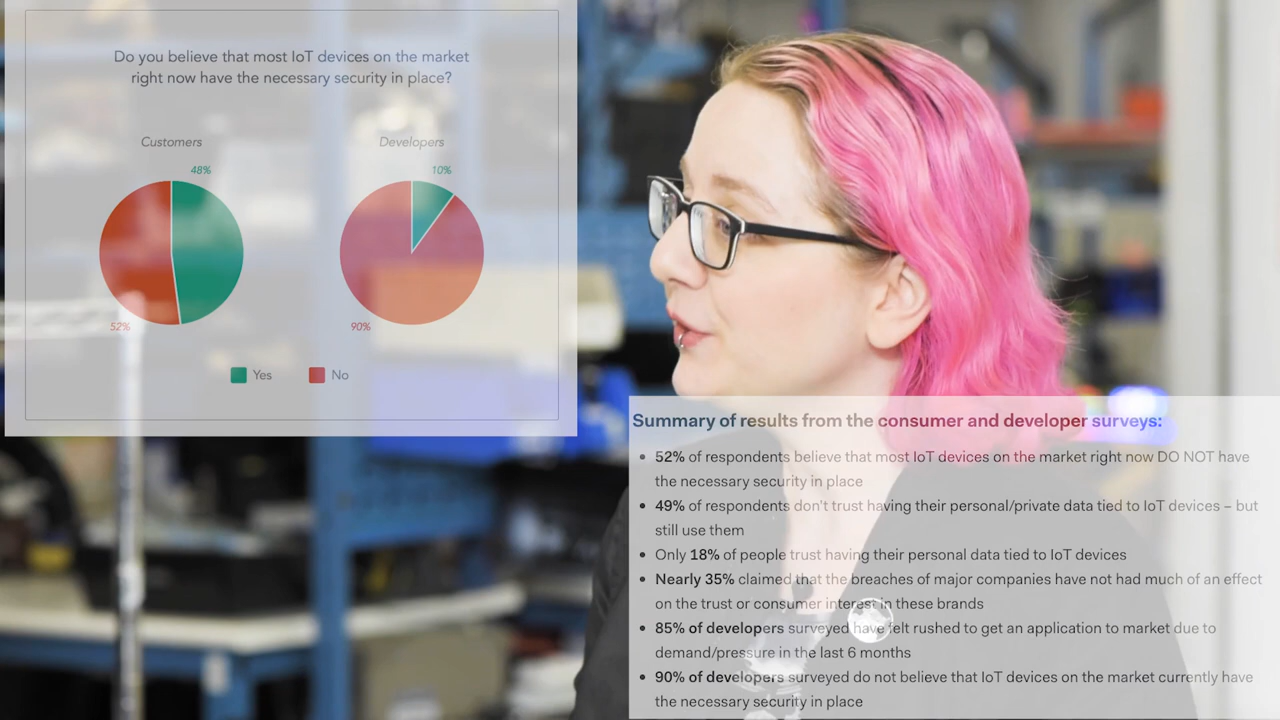 Do you believe that most IoT devices on the market
right now have the necessary security in place?
Customers
Developers
48%
10%
52%
90%
Yes
No
Summary of results from the consumer and developer surveys:
• 52% of respondents believe that most IoT devices on the market right now DO NOT have
the necessary security in place
• 49% of respondents don't trust having their personal/private data tied to IoT devices – but
still use them
• Only 18% of people trust having their personal data tied to IoT devices
• Nearly 35% claimed that the breaches of major companies have not had much of an effect
on the trust or consumer interest in these brands
• 85% of developers surveyed have felt rushed to get an application to market due to
demand/pressure in the last 6 months
• 90% of developers surveyed do not believe that IoT devices on the market currently have
the necessary security in place